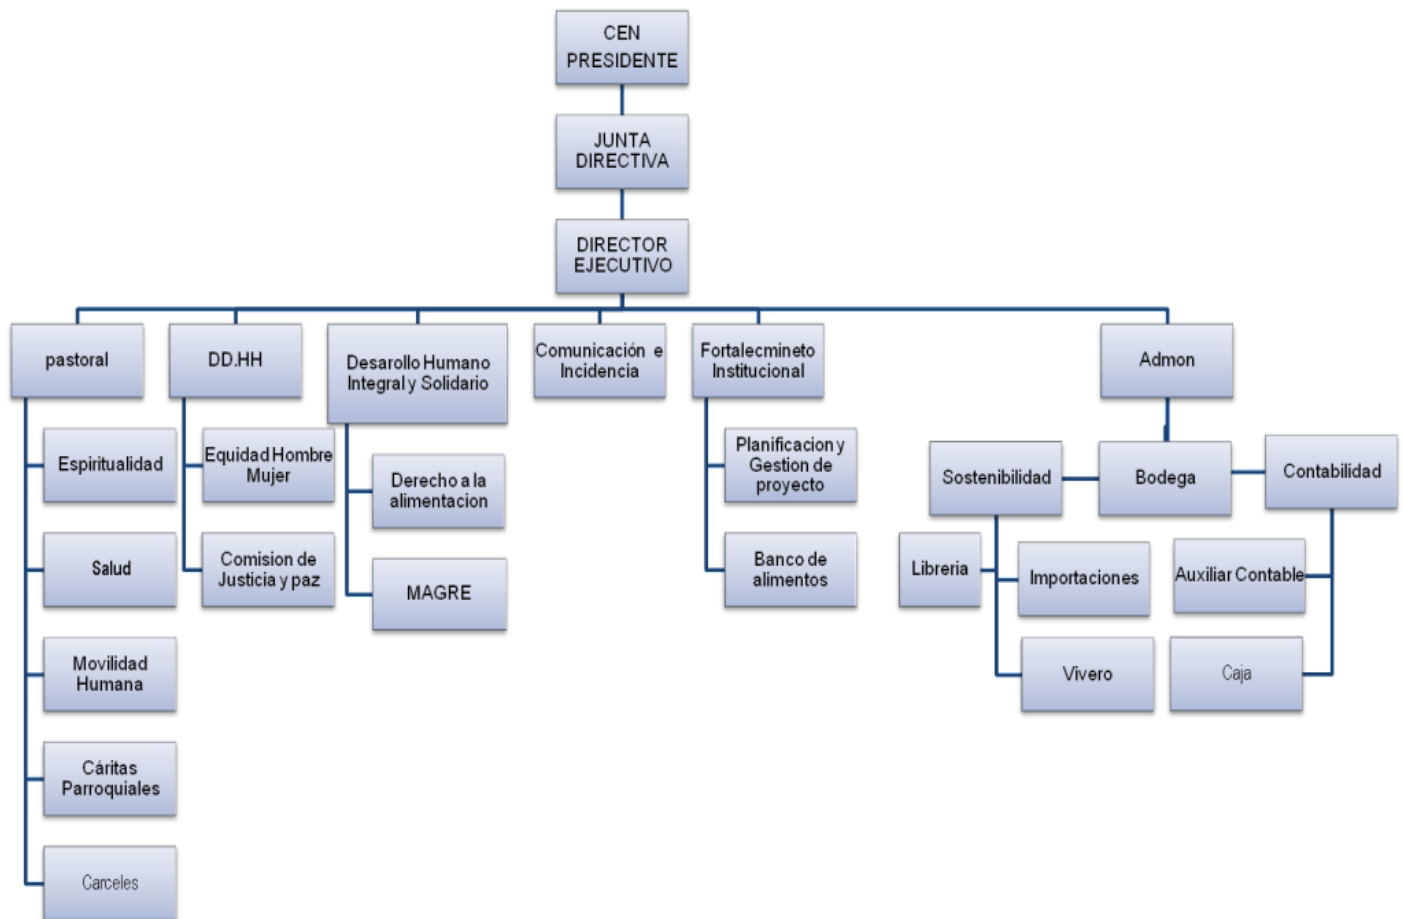 CEN
PRESIDENTE
JUNTA
DIRECTIVA
DIRECTOR
EJECUTIVO
pastoral
DD.HH
Desarollo Humano
Integral y Solidario
Comunicación e
Incidencia
Fortalecmineto
Institucional
Admon
Espiritualidad
Salud
Movilidad
Humana
Cáritas
Parroquiales
Carceles
Equidad Hombre
Mujer
Comision de
Justicia y paz
Derecho a la
alimentacion
MAGRE
Planificacion y
Gestion de
proyecto
Banco de
alimentos
Sostenibilidad
Bodega
Contabilidad
Libreria
Importaciones
Vivero
Auxiliar Contable
Caja